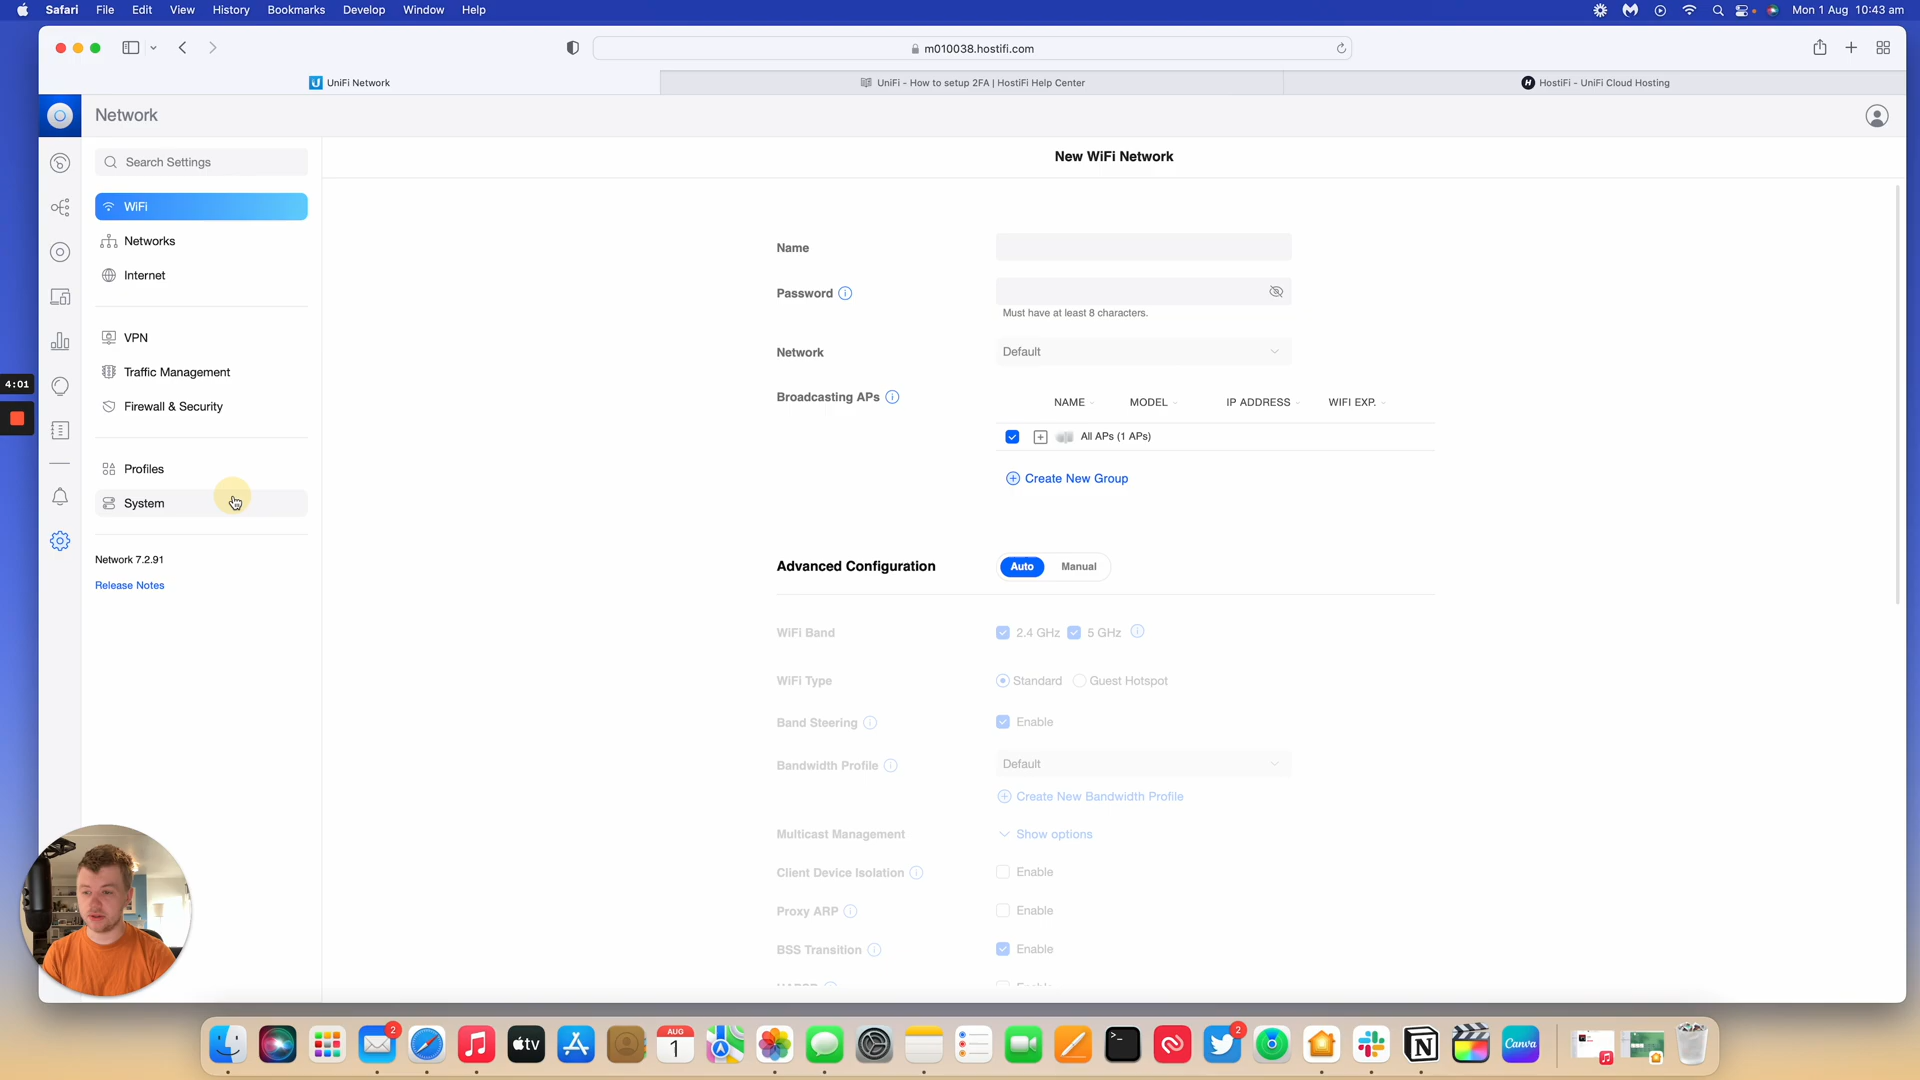 Safari File Edit View History Bookmarks Develop Window Help
Mon 1 Aug 10:43 am
m010038.hostifi.com
UniFi Network
UniFi - How to setup 2FA | HostiFi Help Center
HostiFi - UniFi Cloud Hosting
Network
Search Settings
WiFi
Networks
Internet
VPN
Traffic Management
Firewall & Security
Profiles
System
Network 7.2.91
Release Notes
4:01
New WiFi Network
Name
Password
Must have at least 8 characters.
Network Default
Broadcasting APs
NAME MODEL IP ADDRESS WIFI EXP.
All APs (1 APs)
Create New Group
Advanced Configuration Auto Manual
WiFi Band 2.4 GHz 5 GHz
WiFi Type Standard Guest Hotspot
Band Steering Enable
Bandwidth Profile Default
Create New Bandwidth Profile
Multicast Management Show options
Client Device Isolation Enable
Proxy ARP Enable
BSS Transition Enable
2
tv
AUG
1
2
N
Canva